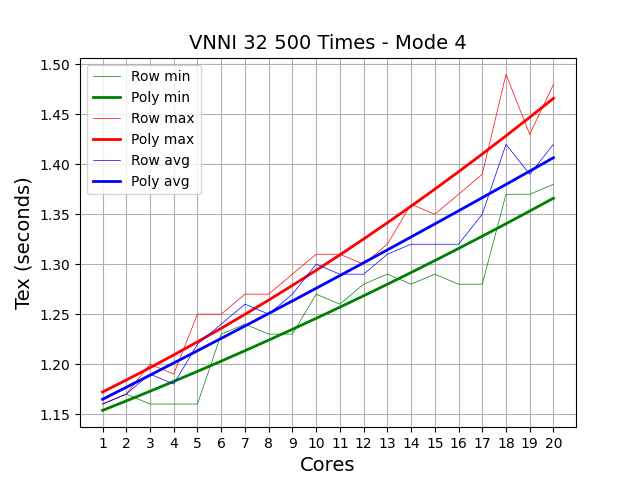 VNNI 32 500 Times - Mode 4
Tex (seconds)
1.50
1.45
1.40
1.35
1.30
1.25
1.20
1.15
Row min
Poly min
Row max
Poly max
Row avg
Poly avg
1 2 3 4 5 6 7 8 9 10 11 12 13 14 15 16 17 18 19 20
Cores